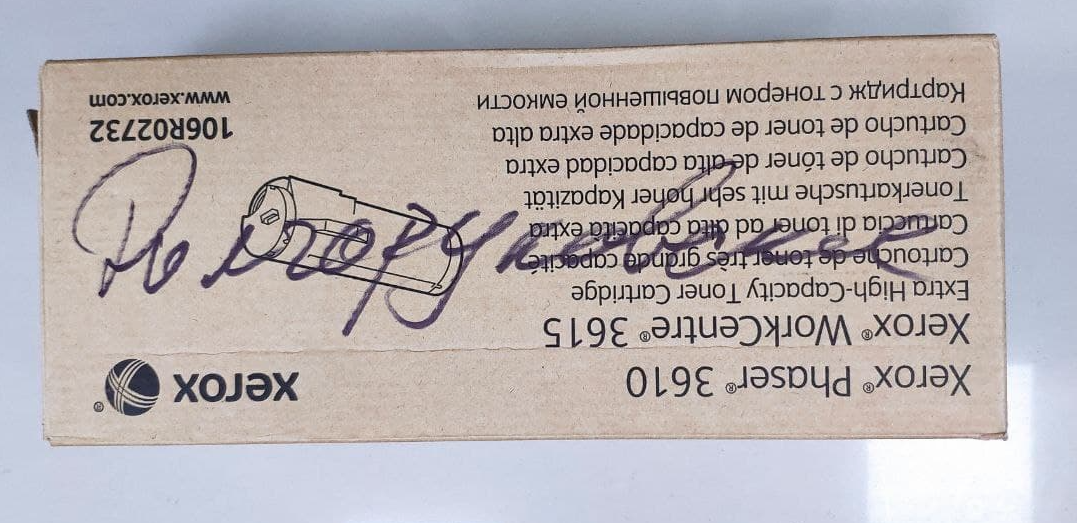 xerox ®
Xerox® Phaser® 3610
Xerox® WorkCentre® 3615
Extra High-Capacity Toner Cartridge
Cartouche de toner très grande capacité
Cartuccia di toner ad alta capacità extra
Tonerkartusche mit sehr hoher Kapazität
Cartucho de tóner de alta capacidad extra
Cartucho de toner de capacidade extra alta
Картридж с тонером повышенной ёмкости
106R02732
www.xerox.com